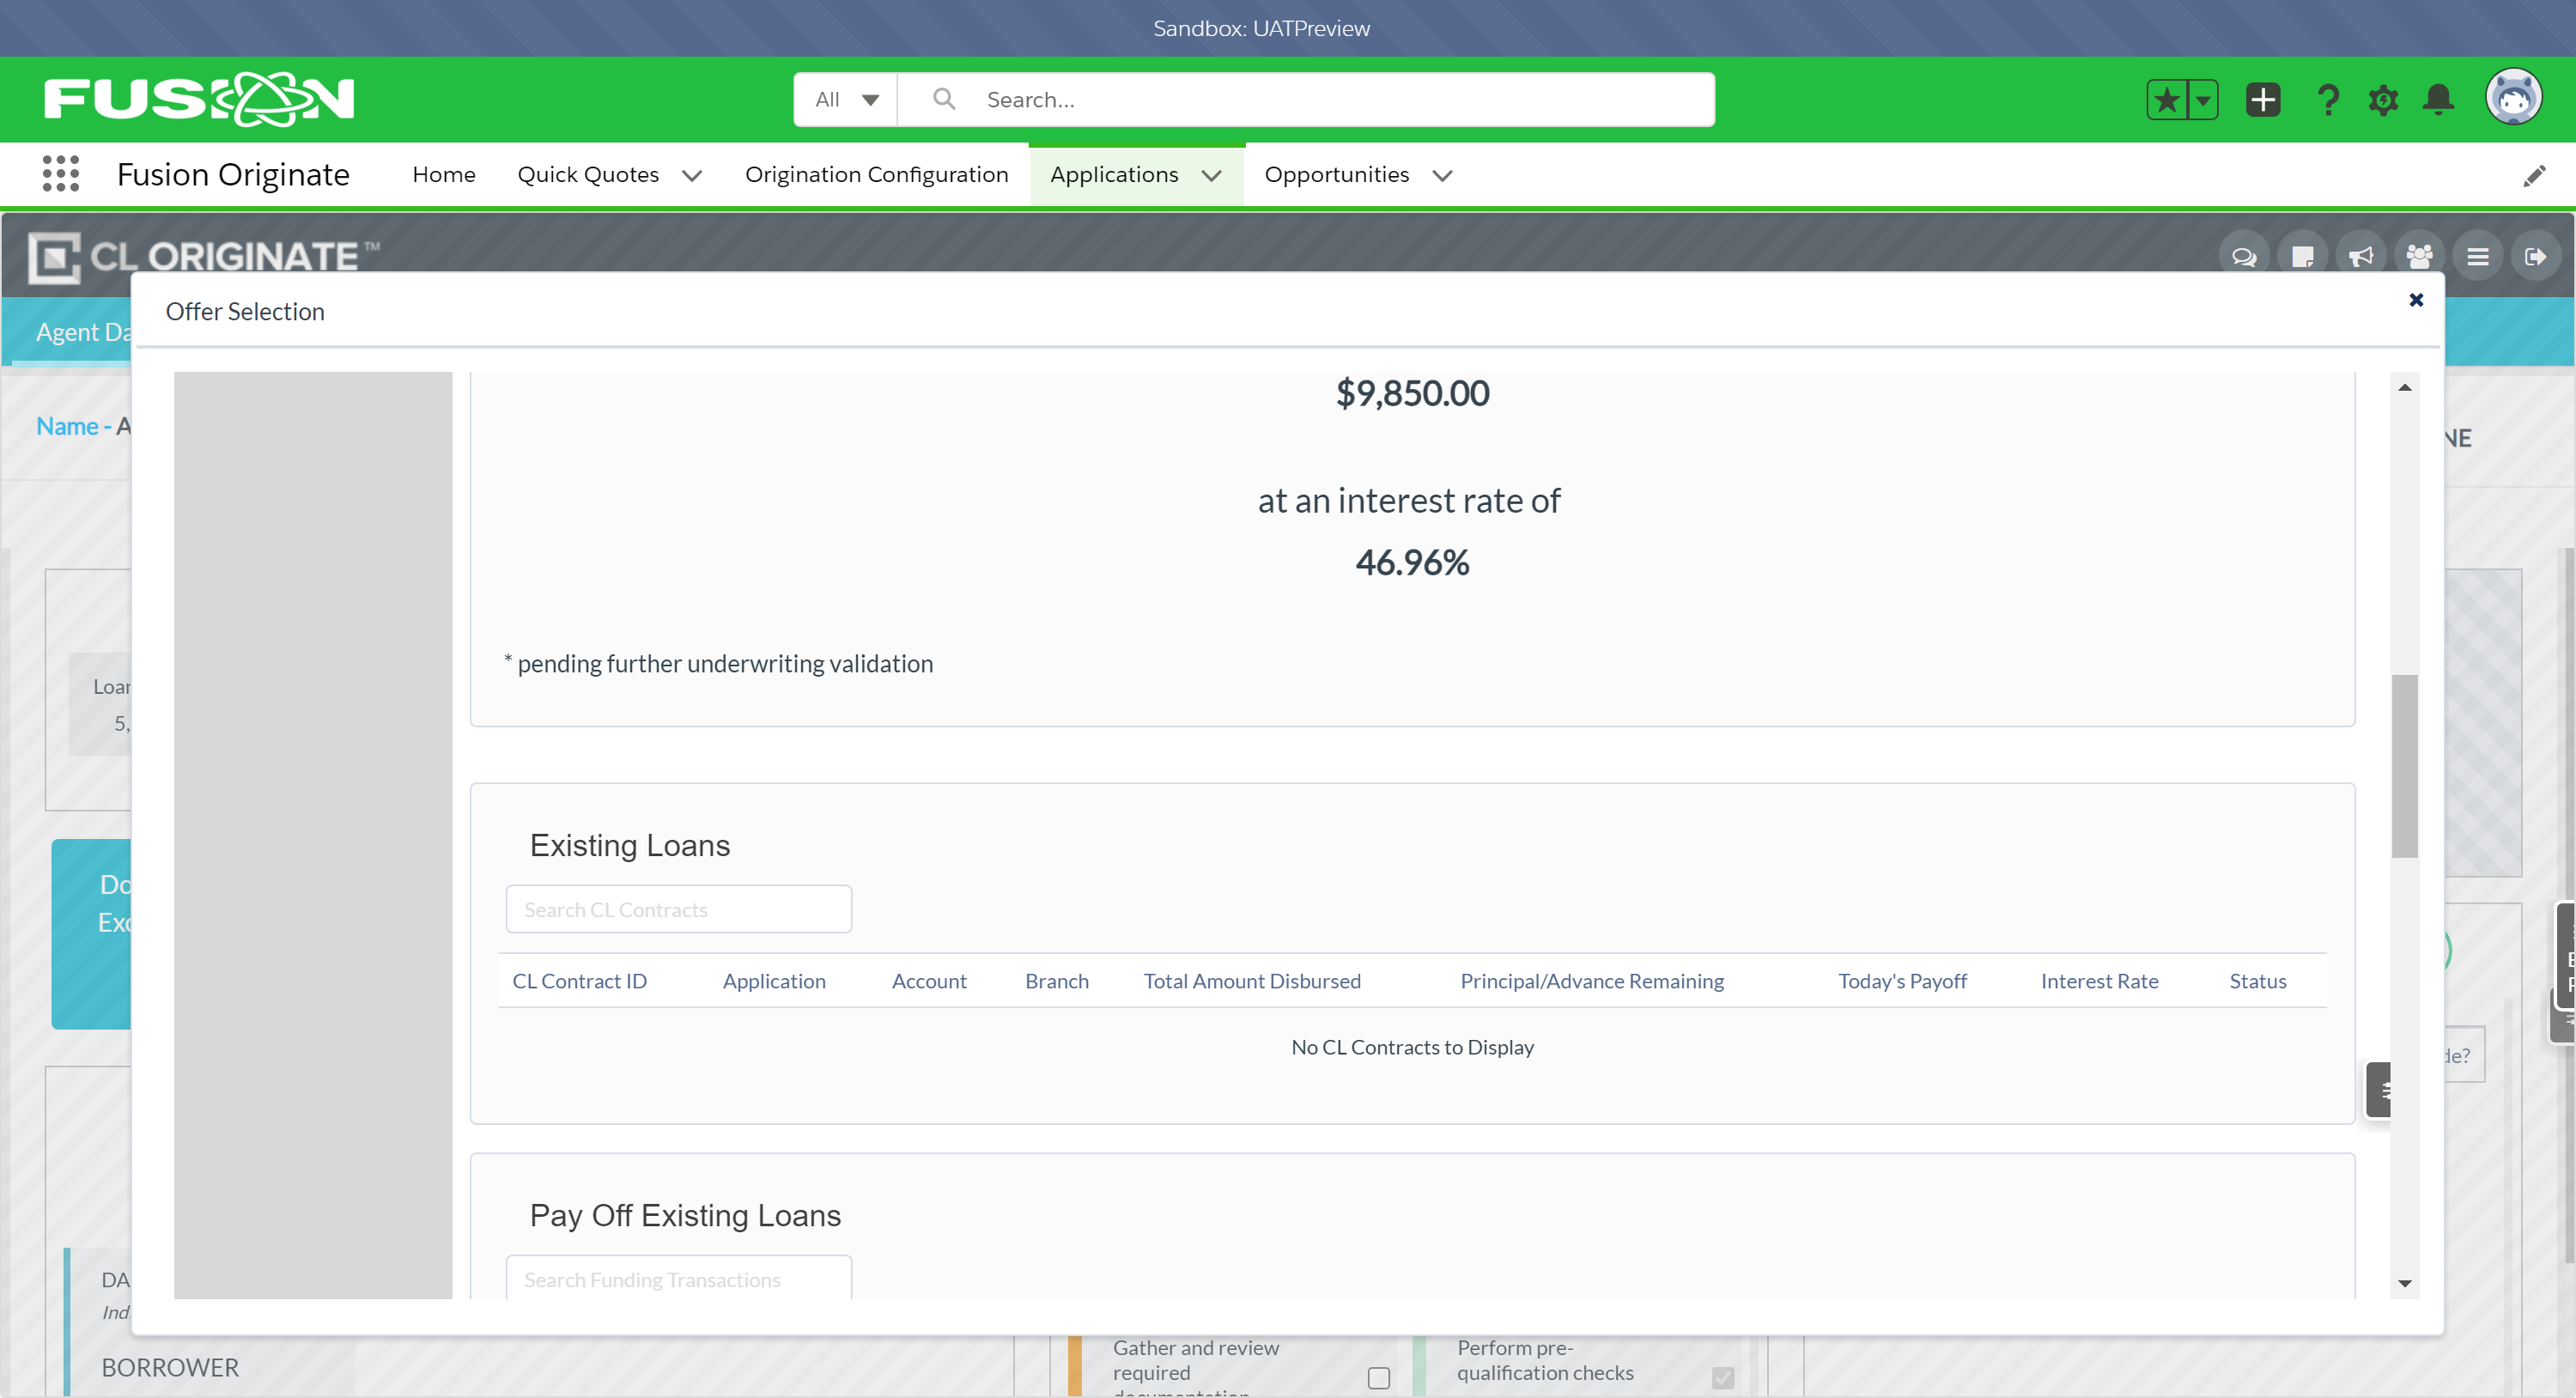 Sandbox: UATPreview
FUSION
All
Search...
Fusion Originate
Home
Quick Quotes
Origination Configuration
Applications
Opportunities
CL ORIGINATE™
Offer Selection
Agent Da
Name - A
NE
$9,850.00
at an interest rate of
46.96%
* pending further underwriting validation
Loan
5,
Existing Loans
Search CL Contracts
CL Contract ID Application Account Branch Total Amount Disbursed Principal/Advance Remaining Today's Payoff Interest Rate Status
No CL Contracts to Display
Do
Exc
de?
Pay Off Existing Loans
Search Funding Transactions
DA
Ind
BORROWER
Gather and review
required
documentation
Perform pre-
qualification checks